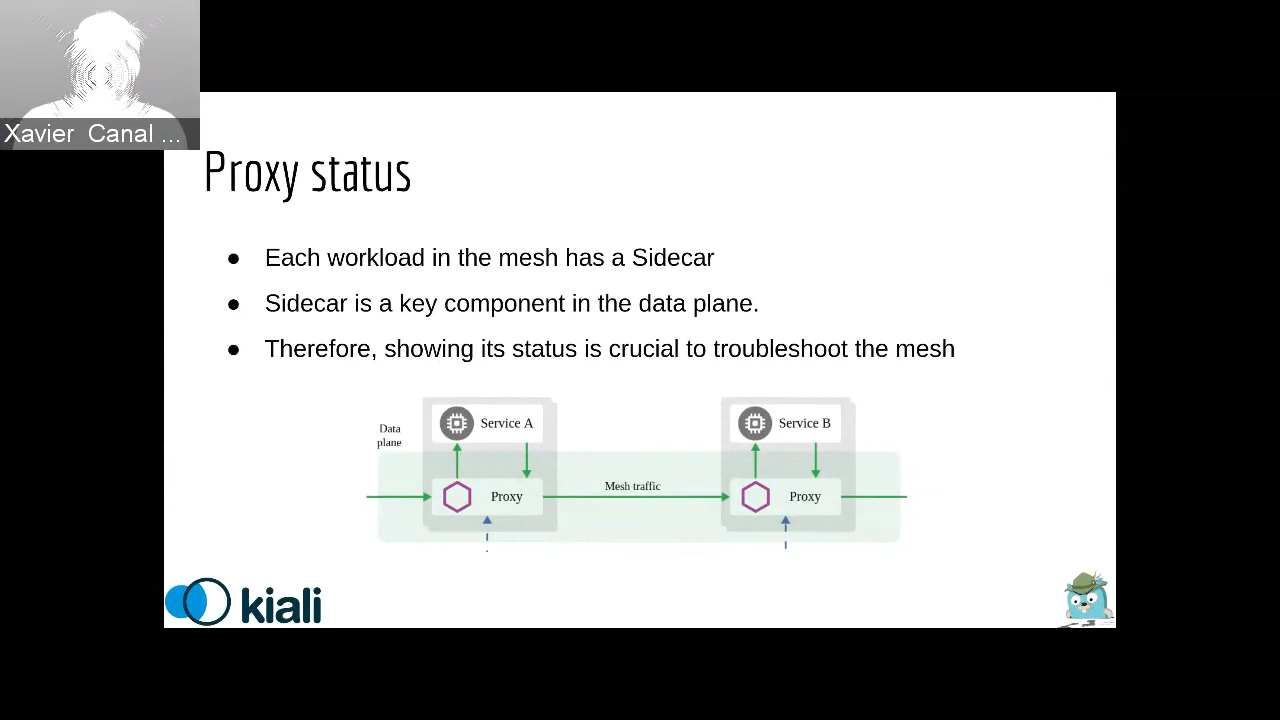 Xavier Canal ...
Proxy status
● Each workload in the mesh has a Sidecar
● Sidecar is a key component in the data plane.
● Therefore, showing its status is crucial to troubleshoot the mesh
Data
plane
Service A
Service B
Proxy
Mesh traffic
Proxy
kiali